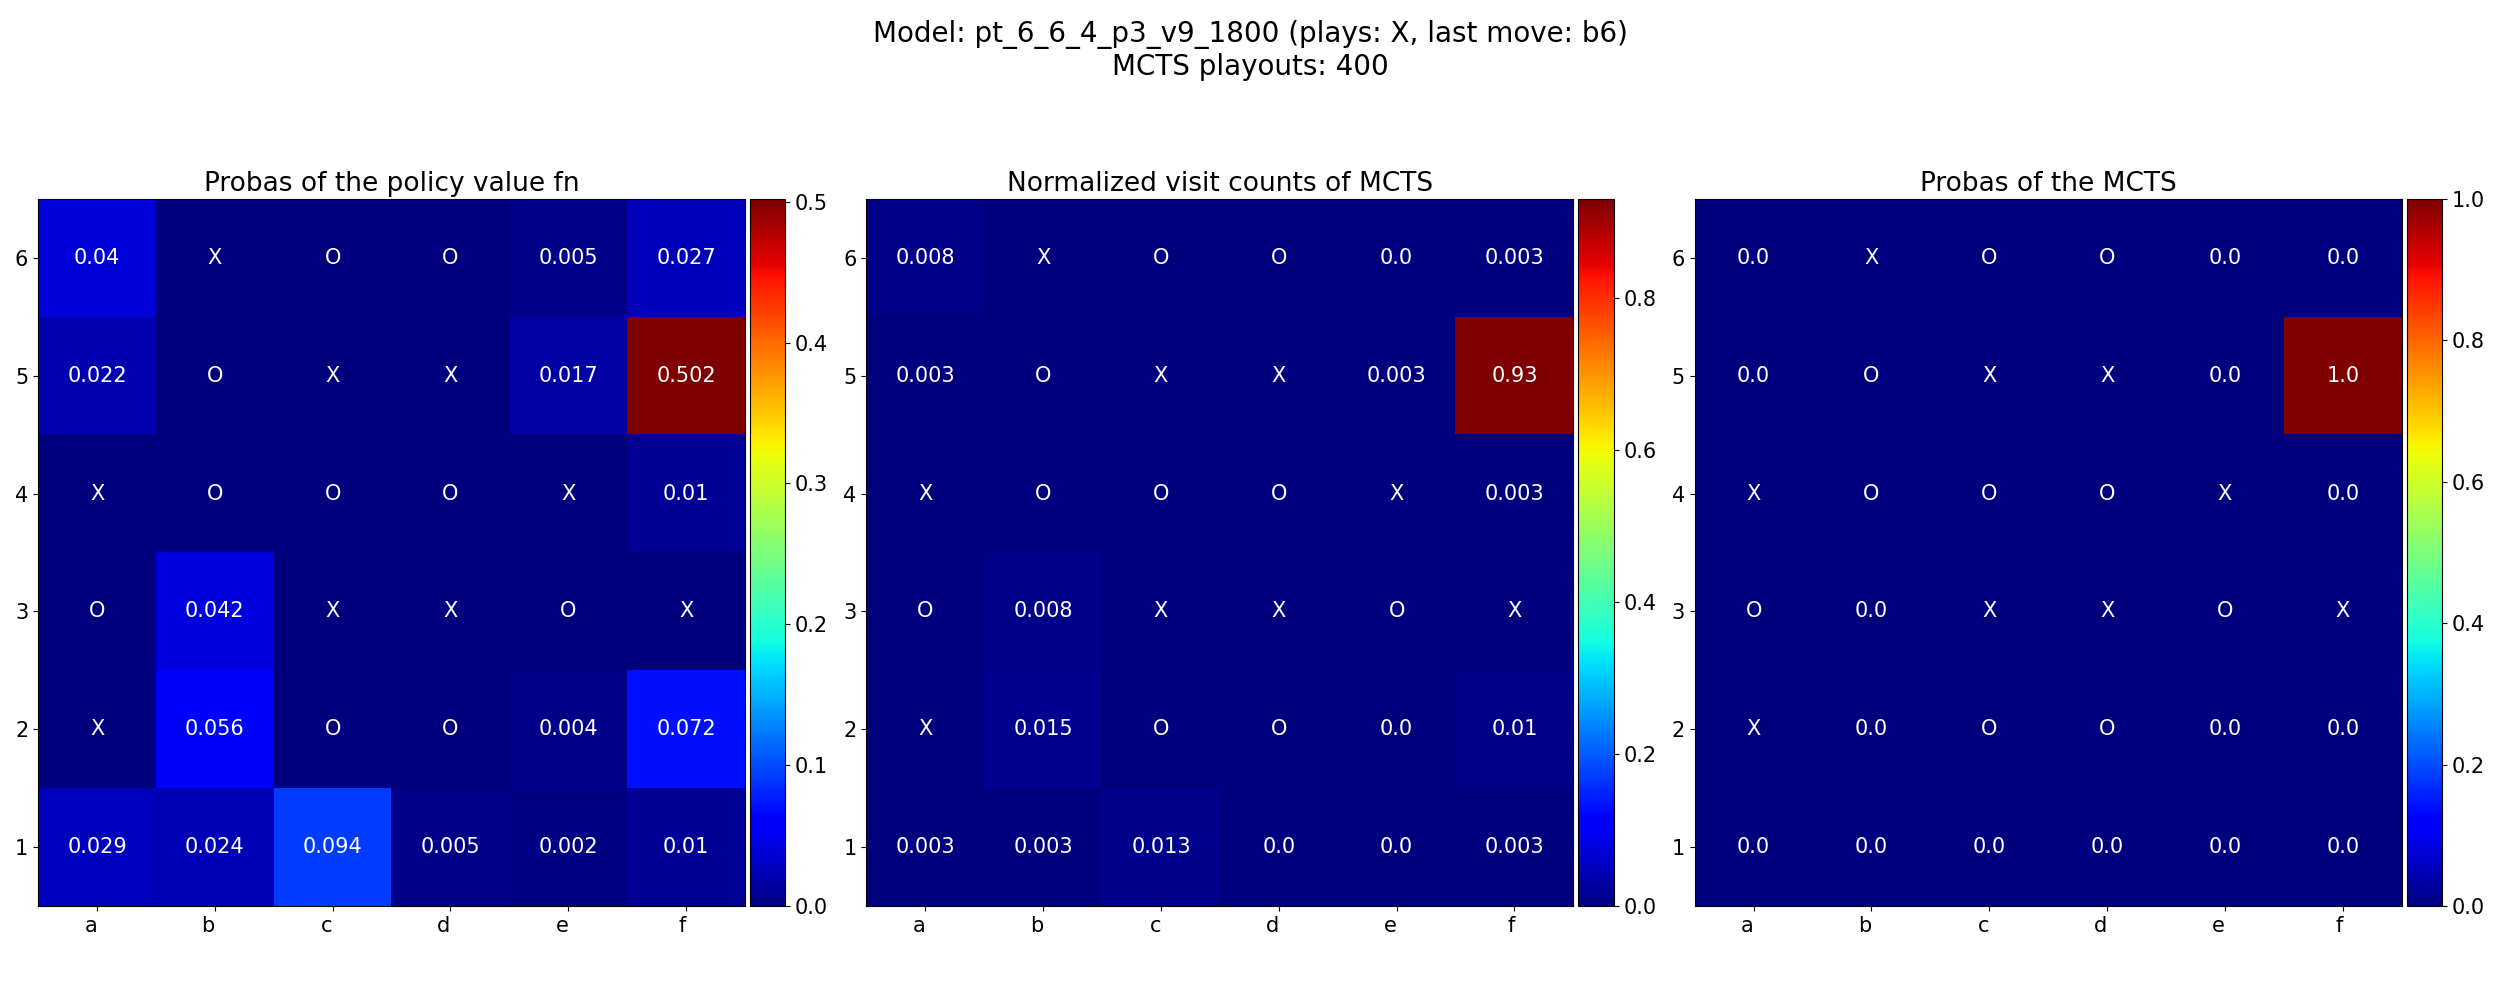 Model: pt_6_6_4_p3_v9_1800 (plays: X, last move: b6)
MCTS playouts: 400
Probas of the policy value fn
6 0.04 X O O 0.005 0.027
5 0.022 O X X 0.017 0.502
4 X O O O X 0.01
3 O 0.042 X X O X
2 X 0.056 O O 0.004 0.072
1 0.029 0.024 0.094 0.005 0.002 0.01
a b c d e f
0.5
0.4
0.3
0.2
0.1
0.0
Normalized visit counts of MCTS
6 0.008 X O O 0.0 0.003
5 0.003 O X X 0.003 0.93
4 X O O O X 0.003
3 O 0.008 X X O X
2 X 0.015 O O 0.0 0.01
1 0.003 0.003 0.013 0.0 0.0 0.003
a b c d e f
0.8
0.6
0.4
0.2
0.0
Probas of the MCTS
6 0.0 X O O 0.0 0.0
5 0.0 O X X 0.0 1.0
4 X O O O X 0.0
3 O 0.0 X X O X
2 X 0.0 O O 0.0 0.0
1 0.0 0.0 0.0 0.0 0.0 0.0
a b c d e f
1.0
0.8
0.6
0.4
0.2
0.0